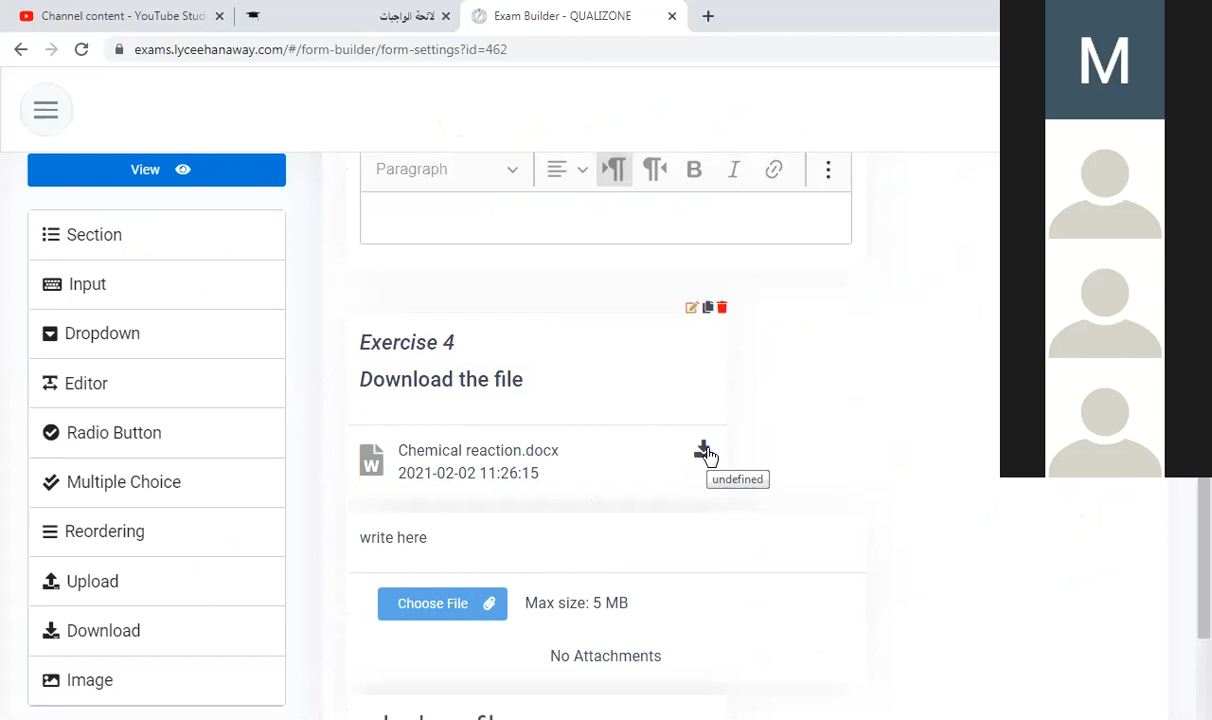 Channel content - YouTube Stud
لائحة الواجبات
Exam Builder - QUALIZONE
exams.lyceehanaway.com/#/form-builder/form-settings?id=462
M
View
Paragraph
B I
Section
Input
Dropdown
Editor
Radio Button
Multiple Choice
Reordering
Upload
Download
Image
Exercise 4
Download the file
W
Chemical reaction.docx
2021-02-02 11:26:15
undefined
write here
Choose File
Max size: 5 MB
No Attachments